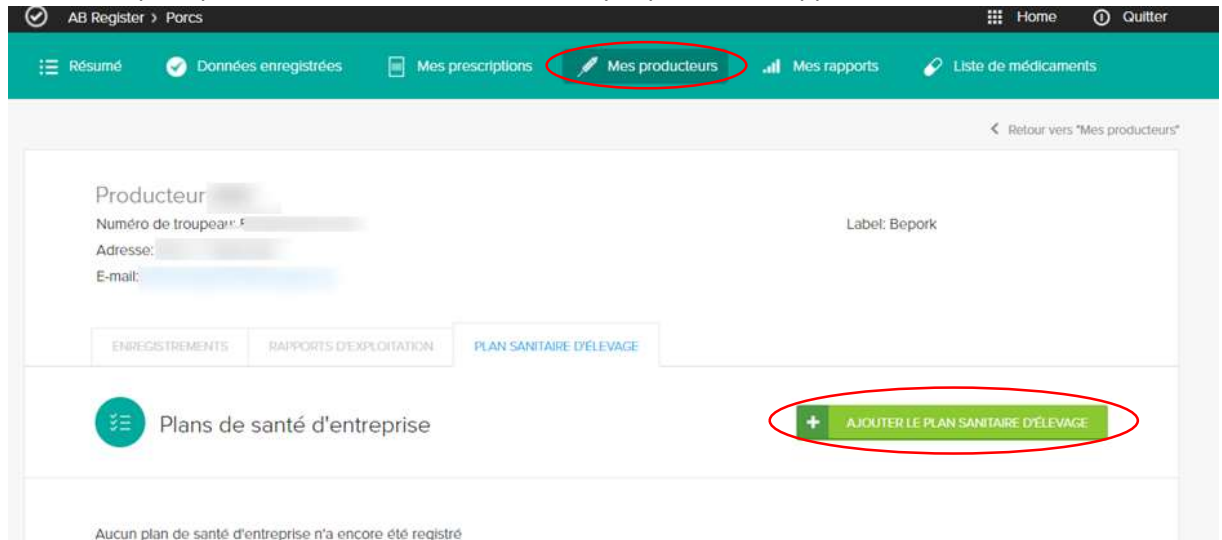 AB Register > Porcs Home Quitter
Résumé Données enregistrées Mes prescriptions Mes producteurs Mes rapports Liste de médicaments
< Retour vers "Mes producteurs"
Producteur
Numéro de troupeau:
Label: Bepork
Adresse:
E-mail:
ENREGISTREMENTS RAPPORTS D'EXPLOITATION PLAN SANITAIRE D'ÉLEVAGE
Plans de santé d'entreprise + AJOUTER LE PLAN SANITAIRE D'ÉLEVAGE
Aucun plan de santé d'entreprise n'a encore été registré